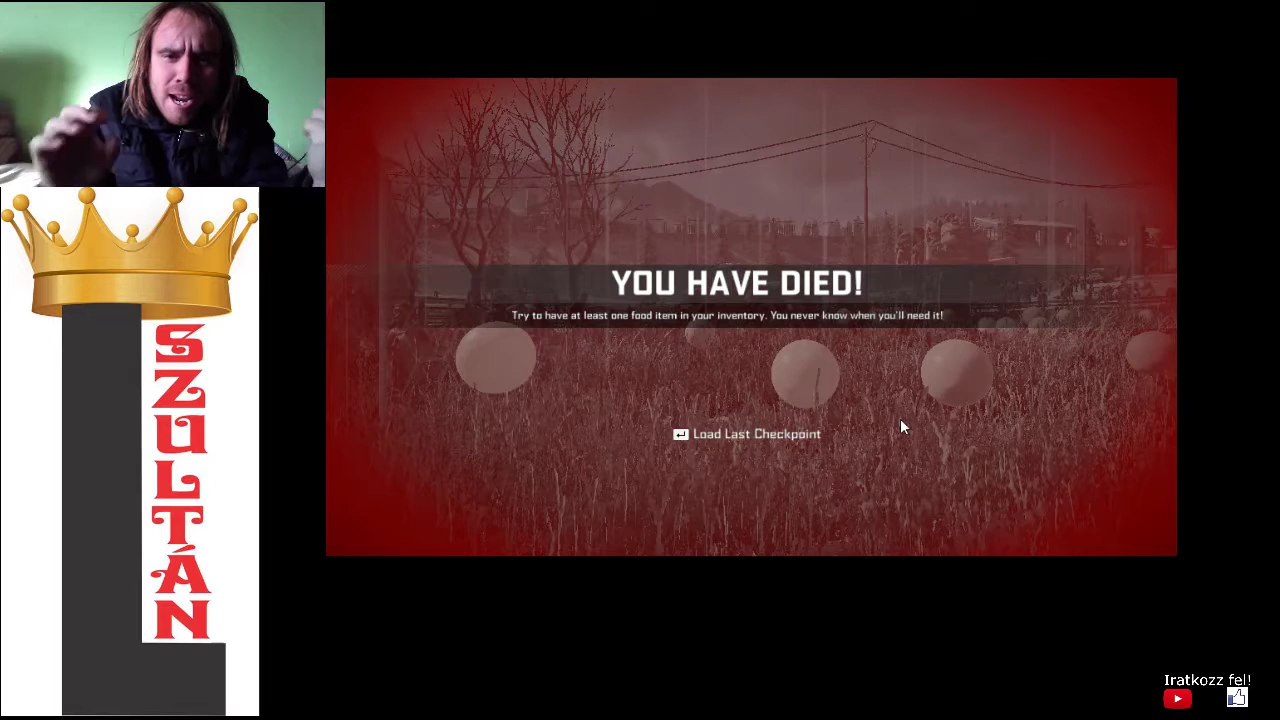 SZULTÁN
L
YOU HAVE DIED!
Try to have at least one food item in your inventory. You never know when you'll need it!
Load Last Checkpoint
Iratkozz fel!